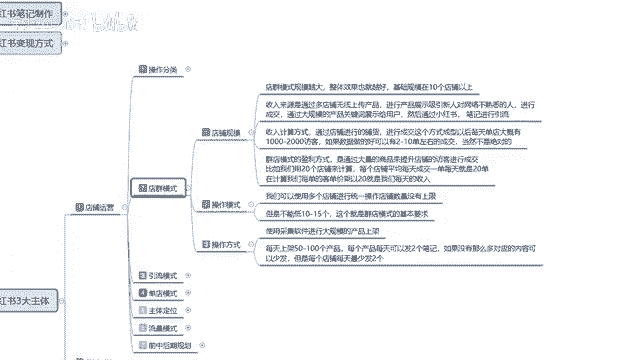 红书笔记制作
红书变现方式
操作分类
店群模式规模越大，整体效果也就越好，基础规模在10个店铺以上
收入来源是通过多店铺无线上传产品，进行产品展示吸引新人对网络不熟悉的人，进行
成交，通过大规模的产品关键词展示给用户，然后通过小红书，笔记进行引流
店铺规模
收入计算方式，通过店铺进行的铺货，进行成交这个方式成型以后每天单店大概有
1000-2000访客，如果数据做的好可以有2-10单左右的成交，当然不是绝对的
群店模式的盈利方式，是通过大量的商品来提升店铺的访客进行成交
比如我们用20个店铺来计算，每个店铺平均每天成交一单每天就是20单
在计算我们每单的客单价乘以20就是我们每天的收入
2 店群模式
我们可以使用多个店铺进行统一操作店铺数量没有上限
操作模式
但是不能低10-15个，这个就是群店模式的基本要求
店铺运营
使用采集软件进行大规模的产品上架
3 操作方式
每天上架50-100个产品，每个产品每天可以发2个笔记，如果没有那么多对应的内容可
以少发，但是每个店铺每天最少发2个
3 引流模式
4 单店模式
红书3大主体
主体定位
流量模式
7 前中后期规划